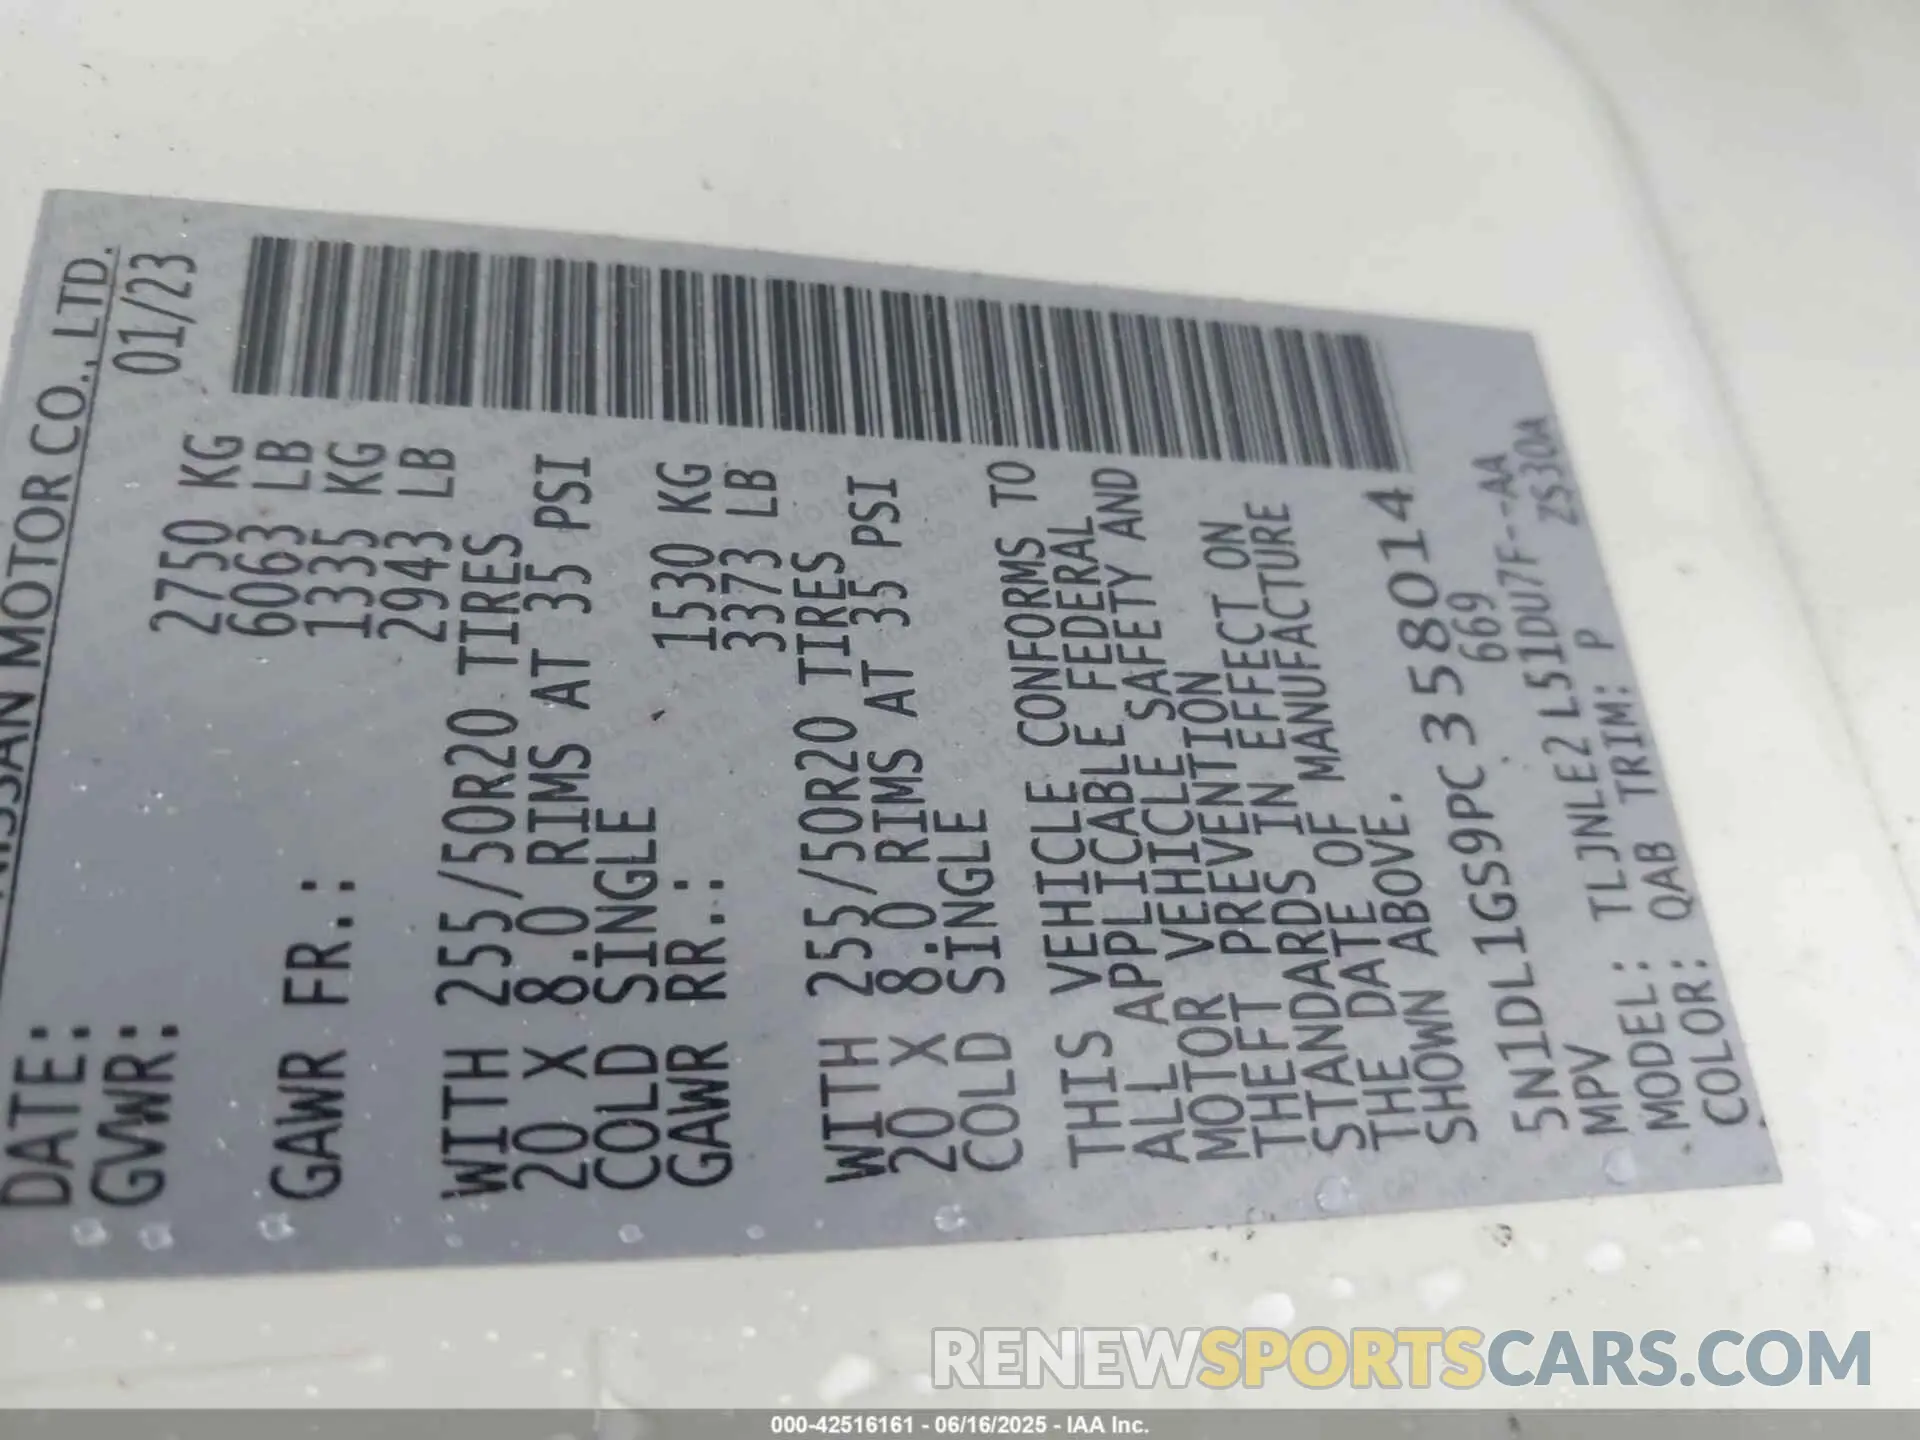 NISSAN MOTOR CO., LTD.
DATE: 01/23
GVWR: 2750 KG
6063 LB
GAWR FR.: 1335 KG
2943 LB
WITH 255/50R20 TIRES
20 X 8.0 RIMS AT 35 PSI
COLD SINGLE
GAWR RR.: 1530 KG
3373 LB
WITH 255/50R20 TIRES
20 X 8.0 RIMS AT 35 PSI
COLD SINGLE
THIS VEHICLE CONFORMS TO
ALL APPLICABLE FEDERAL
MOTOR VEHICLE SAFETY AND
THEFT PREVENTION
STANDARDS IN EFFECT ON
THE DATE OF MANUFACTURE
SHOWN ABOVE.
5N1DL1GS9PC358014
MPV 669
MODEL: TLJNLE2 L51DU7F--AA
COLOR: QAB TRIM: P ZS30A
RENEWSPORTSCARS.COM
000-42516161 - 06/16/2025 - IAA Inc.